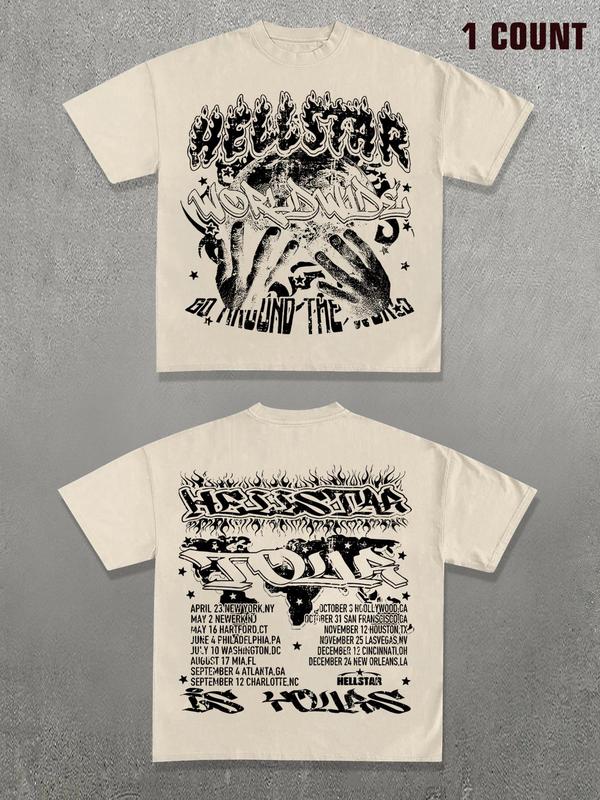 1 COUNT
HELLSTAR
WORLDWIDE
GO AROUND THE WORLD
HELLSTAR
TOUR
APRIL 23.NEW YORK,NY
MAY 2 NEWERK,NJ
MAY 16 HARTFORD,CT
JUNE 4 PHILDELPHIA,PA
JULY 10 WASHINGTON,DC
AUGUST 17 MIA,FL
SEPTEMBER 4 ATLANTA,GA
SEPTEMBER 12 CHARLOTTE,NC
OCTOBER 3 HOLLYWOOD,CA
OCTOBER 31 SAN FRANSCISCO,CA
NOVEMBER 12 HOUSTON,TX
NOVEMBER 25 LASVEGAS,NV
DECEMBER 12 CINCINNATI,OH
DECEMBER 24 NEW ORLEANS,LA
HELLSTAR
IS YOURS